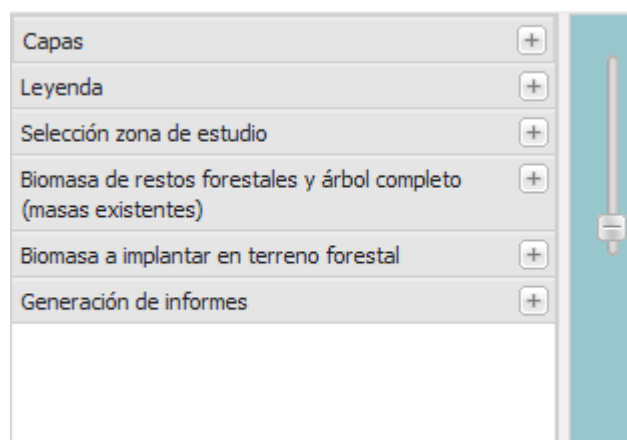 Capas
Leyenda
Selección zona de estudio
Biomasa de restos forestales y árbol completo
(masas existentes)
Biomasa a implantar en terreno forestal
Generación de informes